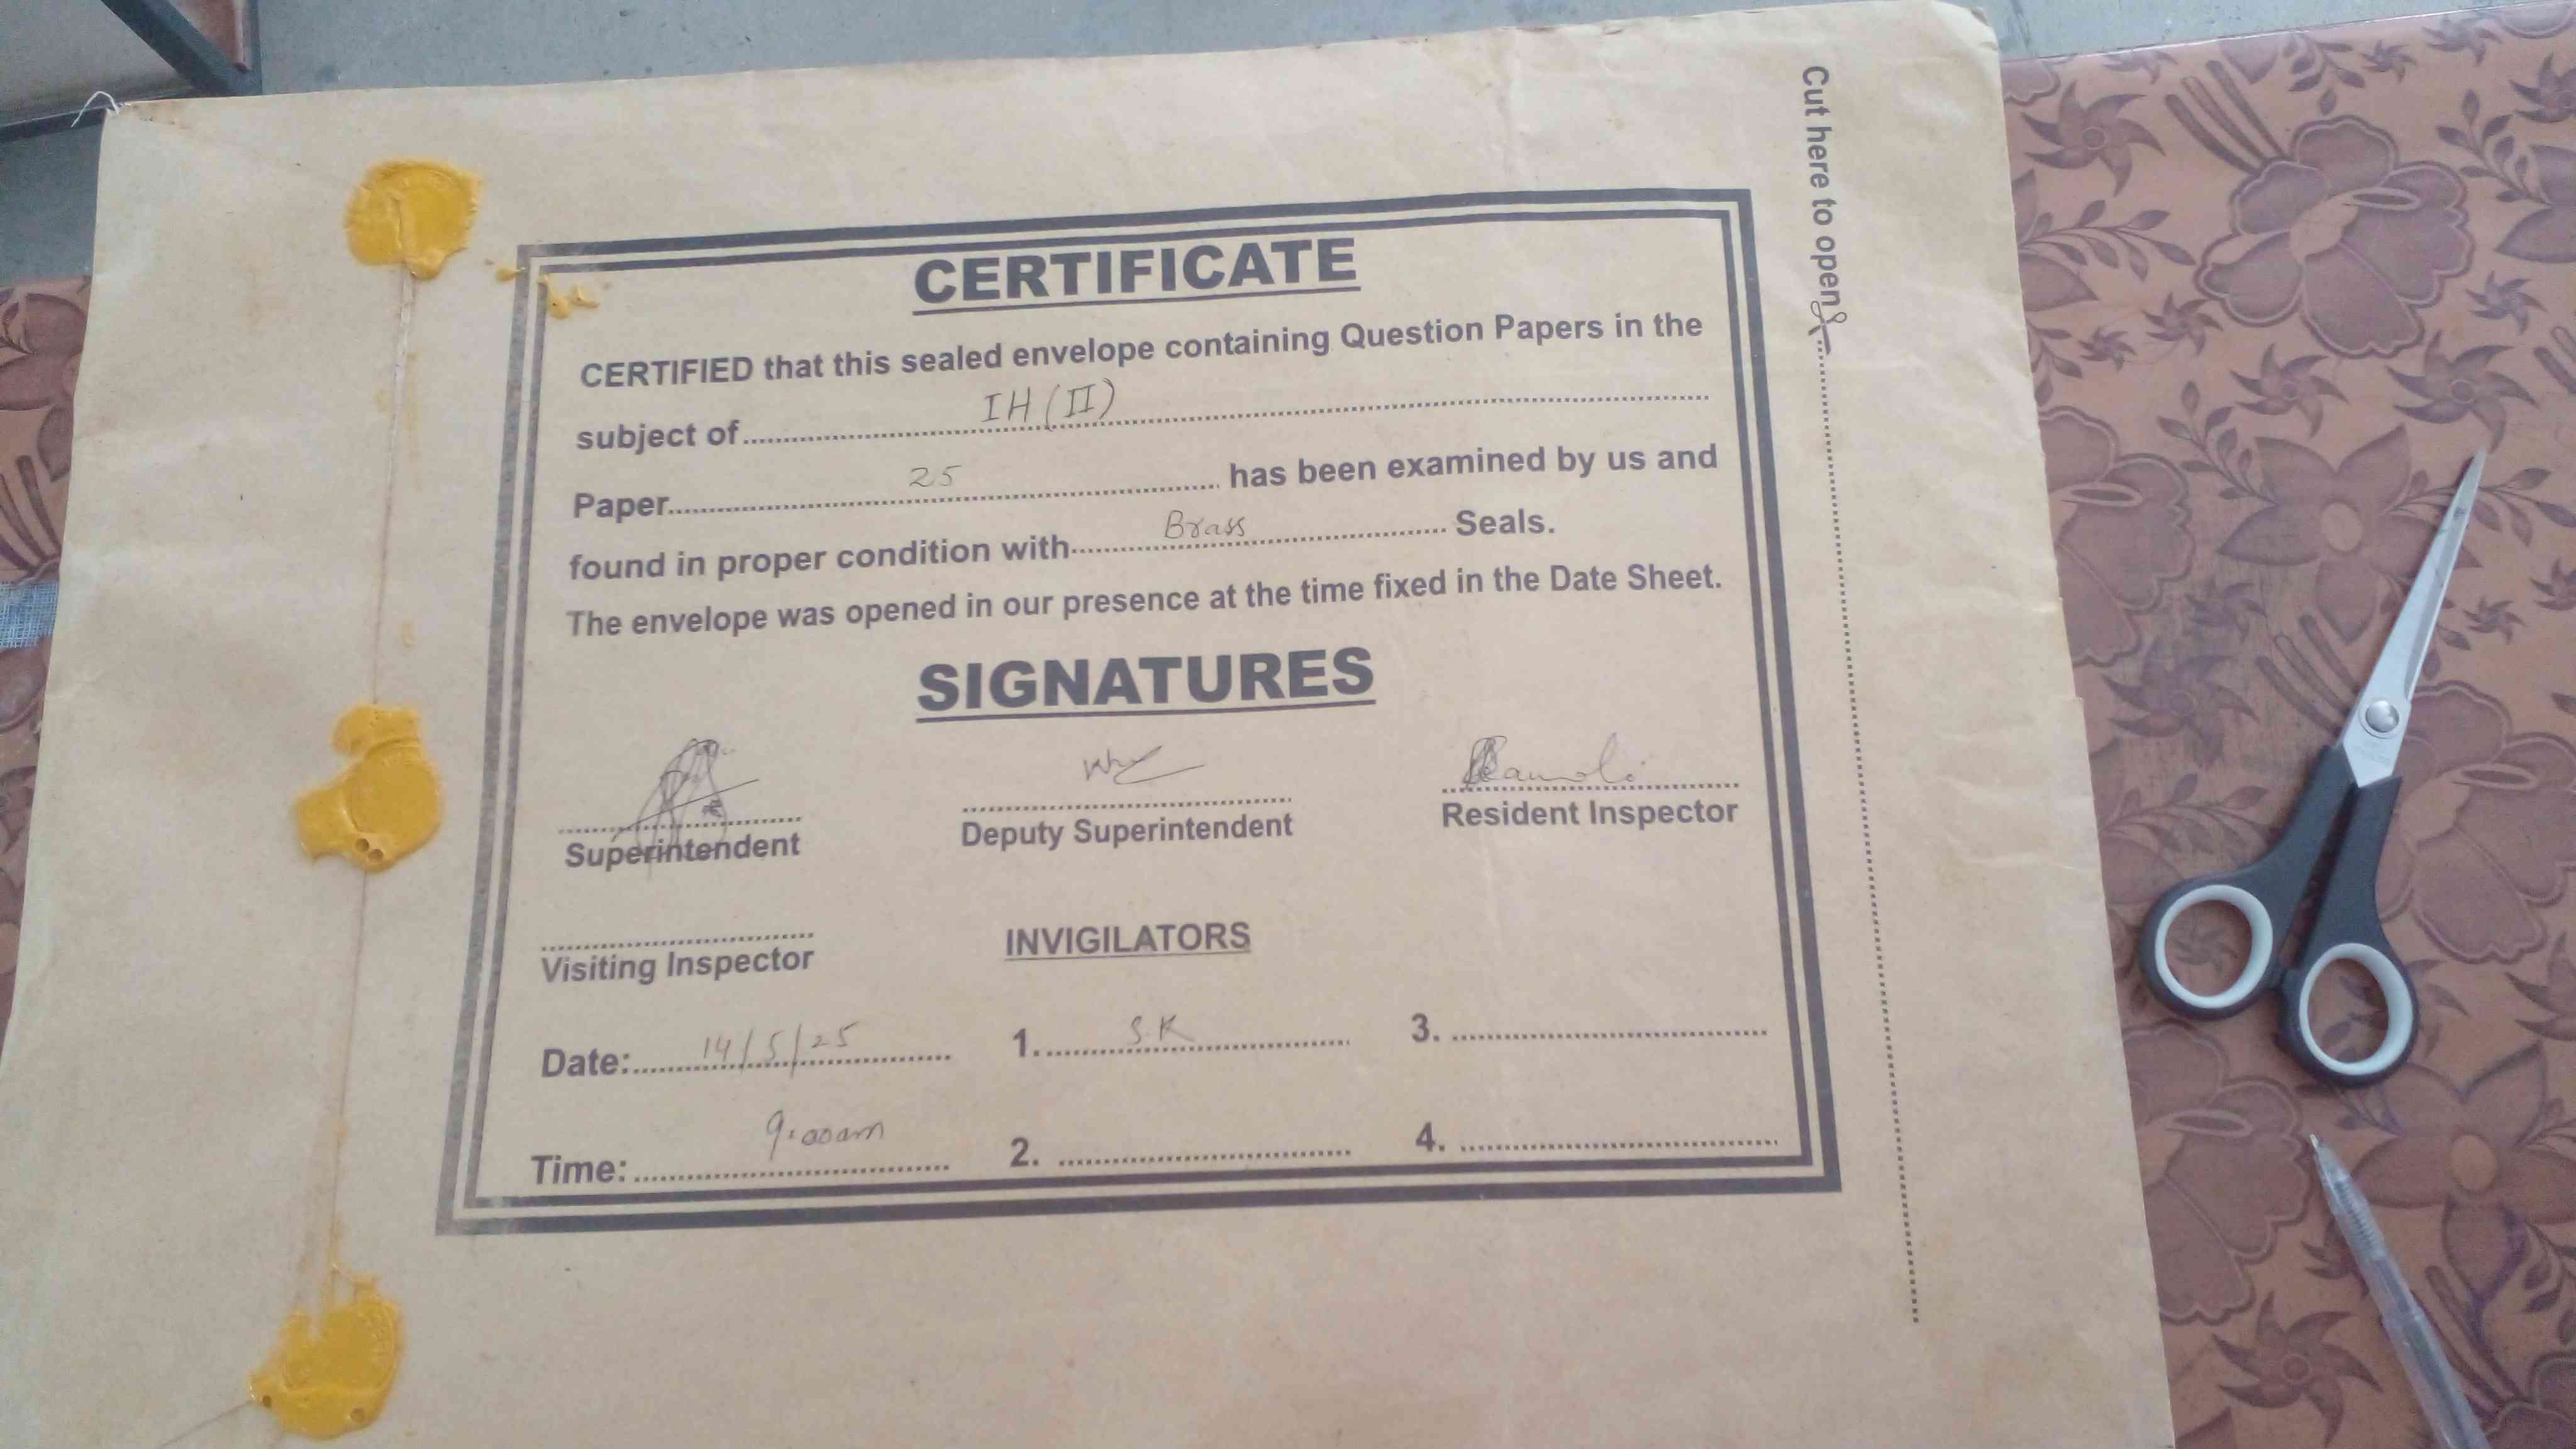 Cut here to open
CERTIFICATE
CERTIFIED that this sealed envelope containing Question Papers in the
subject of IH (II)
Paper 25 has been examined by us and
found in proper condition with Brass Seals.
The envelope was opened in our presence at the time fixed in the Date Sheet.
SIGNATURES
Superintendent Deputy Superintendent Resident Inspector
Visiting Inspector INVIGILATORS
Date: 14/5/25 1. S.K 3.
Time: 9:00am 2. 4.